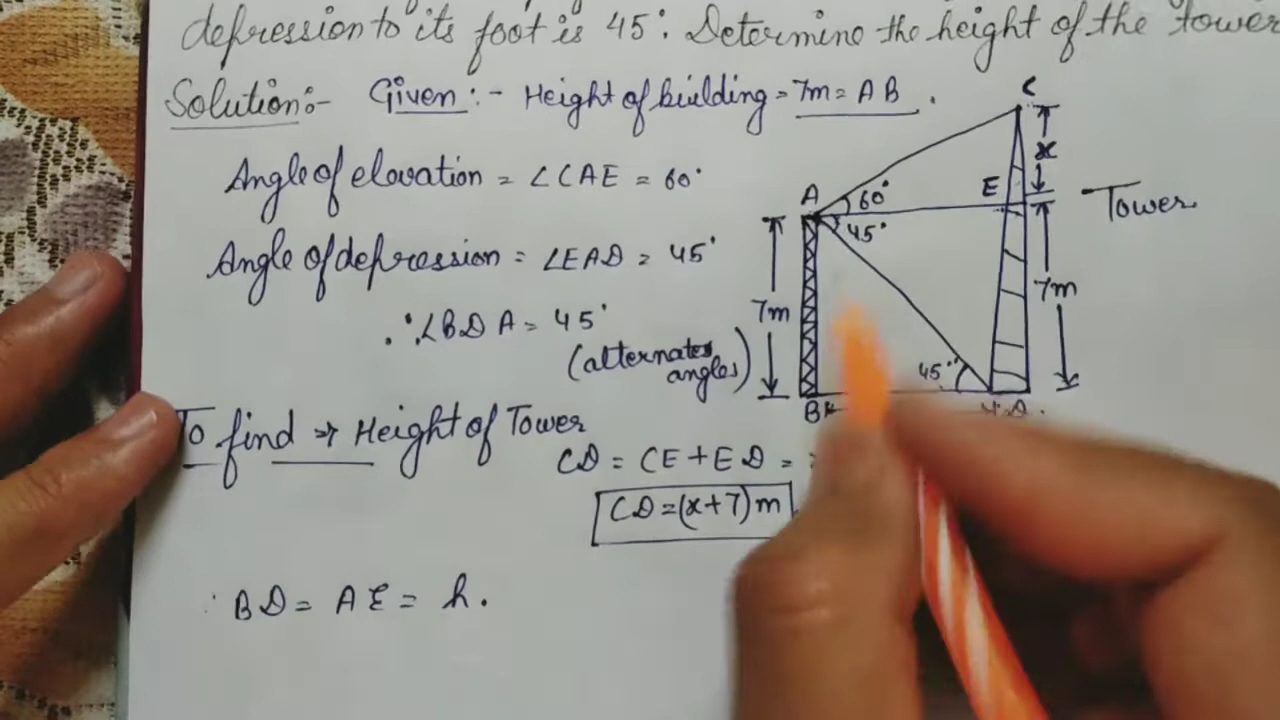 depression to its foot is 45°. Determine the height of the tower
Solution:- Given:- Height of building = 7m = AB.
Angle of elovation = ∠CAE = 60°
Angle of depression = ∠EAD = 45°
∴ ∠BDA = 45°
(alternates angles)
To find ⇒ Height of Tower
CD = CE + ED =
CD = (x+7)m
BD = AE = h.
C
x
A
60°
E
Tower
45°
7m
7m
45°
B
D.